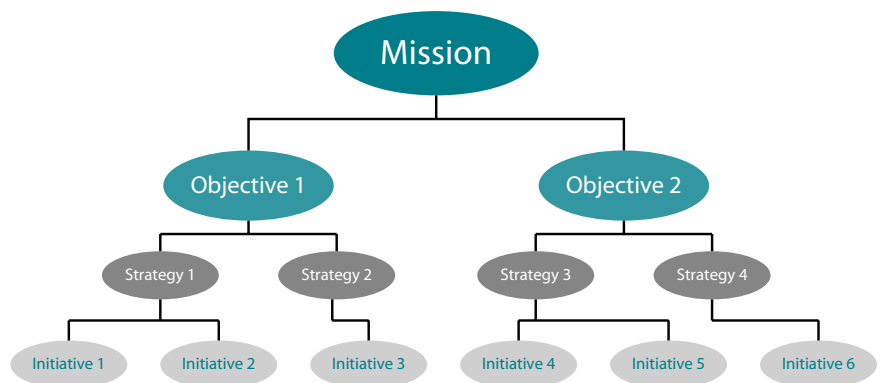 Mission
Objective 1
Objective 2
Strategy 1
Strategy 2
Strategy 3
Strategy 4
Initiative 1
Initiative 2
Initiative 3
Initiative 4
Initiative 5
Initiative 6